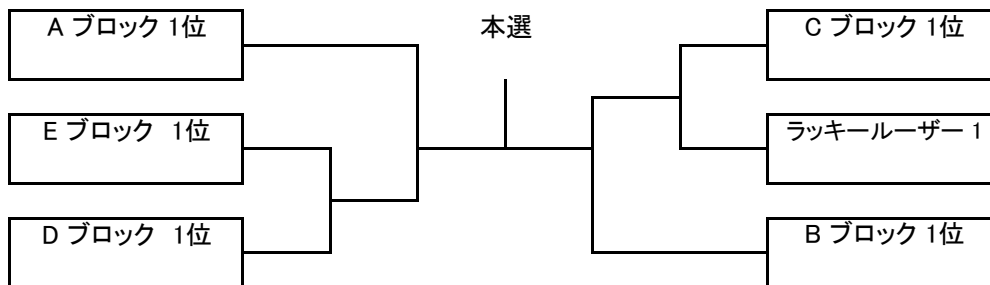 A ブロック 1位
本選
C ブロック 1位
E ブロック 1位
ラッキールーザー 1
D ブロック 1位
B ブロック 1位